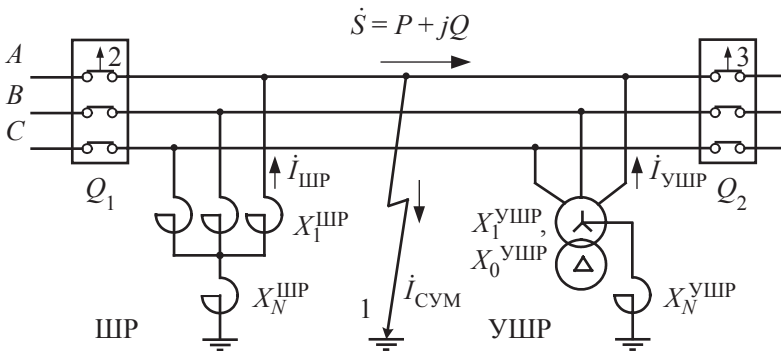 Ṡ = P + jQ
A
2
3
B
C
İ_ШР
İ_УШР
Q_1
Q_2
X_1^ШР
X_1^УШР,
X_0^УШР
X_N^ШР
1
İ_СУМ
X_N^УШР
ШР
УШР